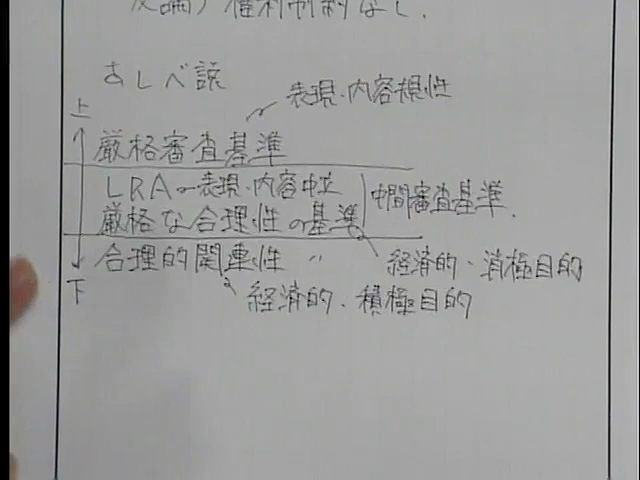 反論) 権利制約なし.
あしべ説
表現・内容規性
上
厳格審査基準
LRA〜表現・内容中立
中間審査基準.
厳格な合理性の基準
合理的関連性 〃
経済的・消極目的
下
経済的・積極目的